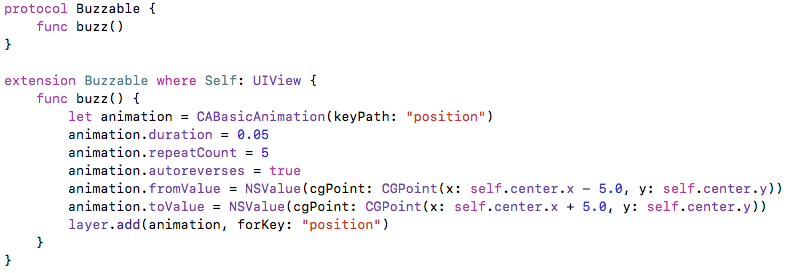 protocol Buzzable {
    func buzz()
}

extension Buzzable where Self: UIView {
    func buzz() {
        let animation = CABasicAnimation(keyPath: "position")
        animation.duration = 0.05
        animation.repeatCount = 5
        animation.autoreverses = true
        animation.fromValue = NSValue(cgPoint: CGPoint(x: self.center.x - 5.0, y: self.center.y))
        animation.toValue = NSValue(cgPoint: CGPoint(x: self.center.x + 5.0, y: self.center.y))
        layer.add(animation, forKey: "position")
    }
}